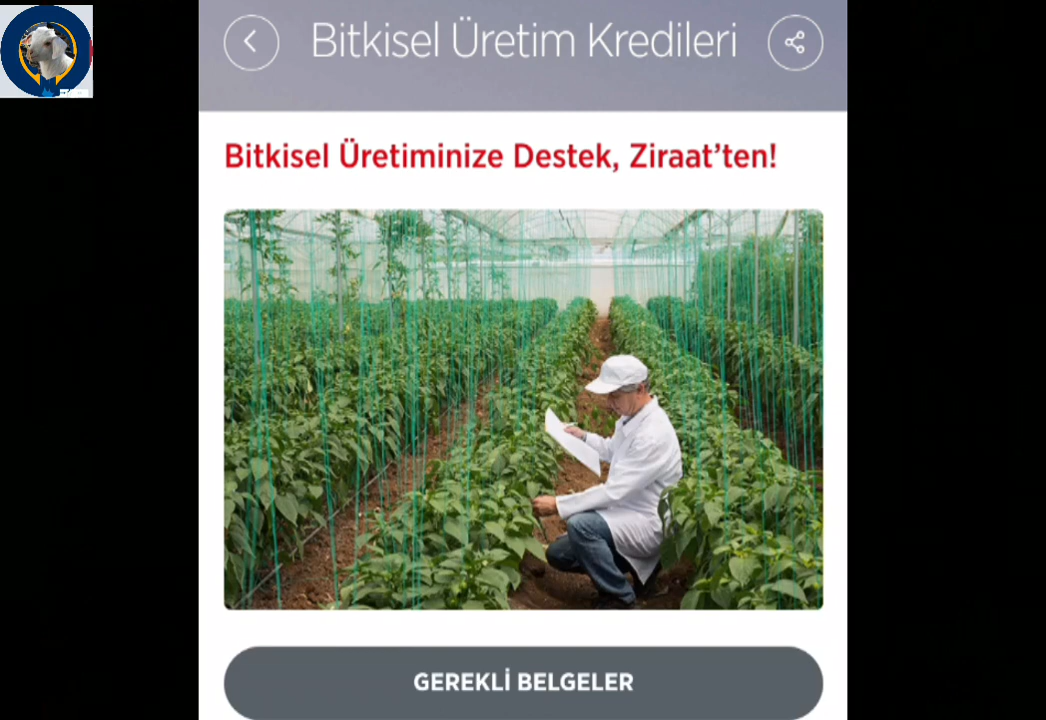 Bitkisel Üretim Kredileri
Bitkisel Üretiminize Destek, Ziraat’ten!
GEREKLİ BELGELER